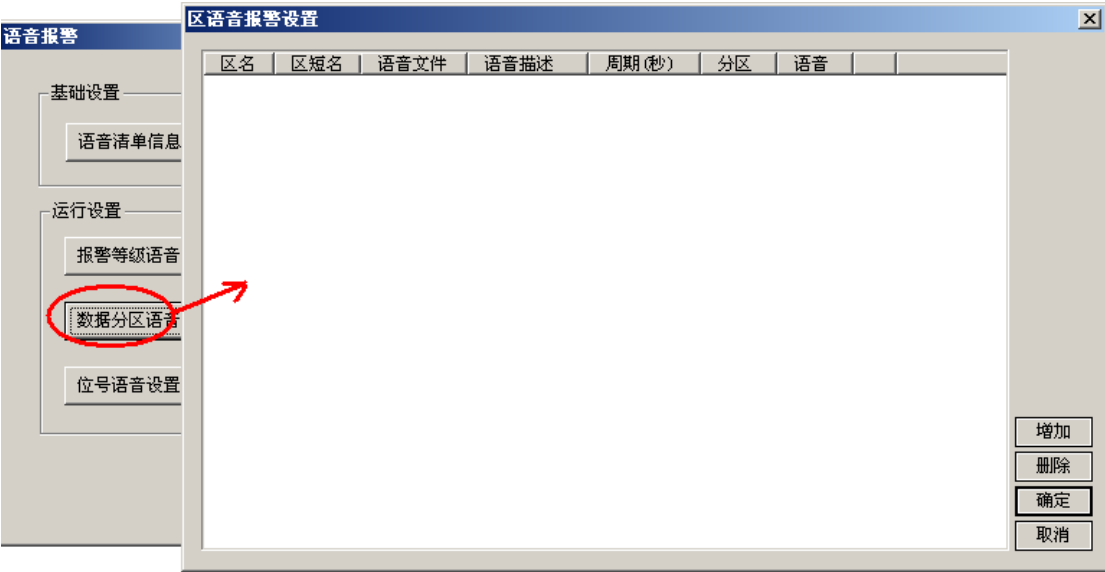 语音报警
基础设置
语音清单信息
运行设置
报警等级语音
数据分区语音
位号语音设置
区语音报警设置
区名 区短名 语音文件 语音描述 周期(秒) 分区 语音
增加
删除
确定
取消